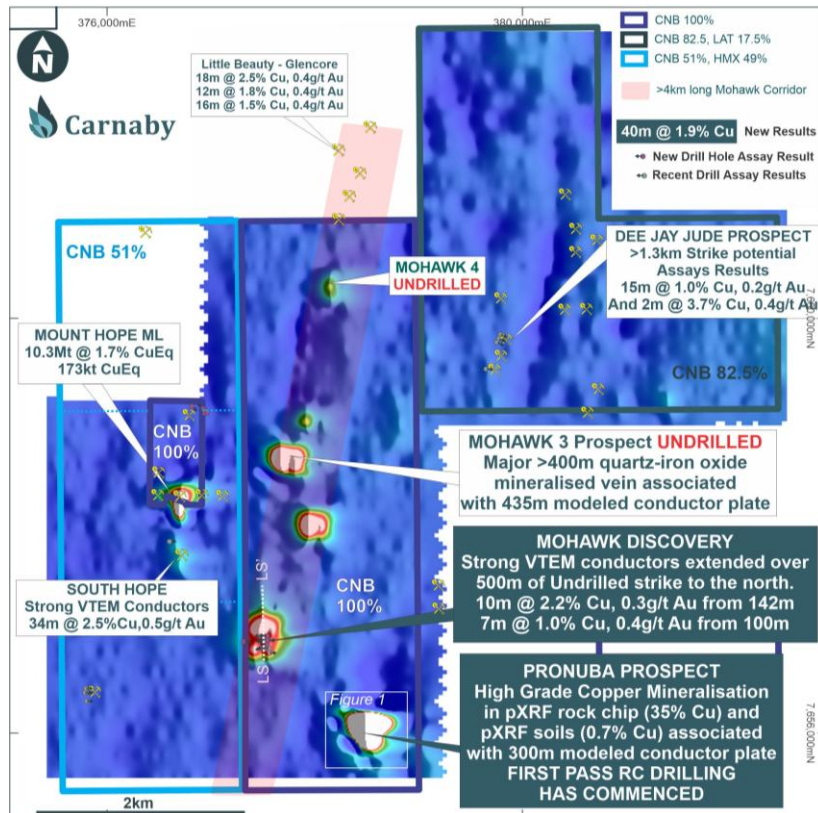 376,000mE
380,000mE
N
Carnaby
Little Beauty - Glencore
18m @ 2.5% Cu, 0.4g/t Au
12m @ 1.8% Cu, 0.4g/t Au
16m @ 1.5% Cu, 0.4g/t Au
CNB 100%
CNB 82.5, LAT 17.5%
CNB 51%, HMX 49%
>4km long Mohawk Corridor
40m @ 1.9% Cu
New Results
New Drill Hole Assay Result
Recent Drill Assay Results
CNB 51%
MOHAWK 4
UNDRILLED
DEE JAY JUDE PROSPECT
>1.3km Strike potential
Assays Results
15m @ 1.0% Cu, 0.2g/t Au
And 2m @ 3.7% Cu, 0.4g/t Au
CNB 82.5%
MOUNT HOPE ML
10.3Mt @ 1.7% CuEq
173kt CuEq
CNB
100%
MOHAWK 3 Prospect UNDRILLED
Major >400m quartz-iron oxide
mineralised vein associated
with 435m modeled conductor plate
SOUTH HOPE
Strong VTEM Conductors
34m @ 2.5%Cu,0.5g/t Au
LS'
LS
CNB
100%
MOHAWK DISCOVERY
Strong VTEM conductors extended over
500m of Undrilled strike to the north.
10m @ 2.2% Cu, 0.3g/t Au from 142m
7m @ 1.0% Cu, 0.4g/t Au from 100m
Figure 1
PRONUBA PROSPECT
High Grade Copper Mineralisation
in pXRF rock chip (35% Cu) and
pXRF soils (0.7% Cu) associated
with 300m modeled conductor plate
FIRST PASS RC DRILLING
HAS COMMENCED
7,656,000mN
2km